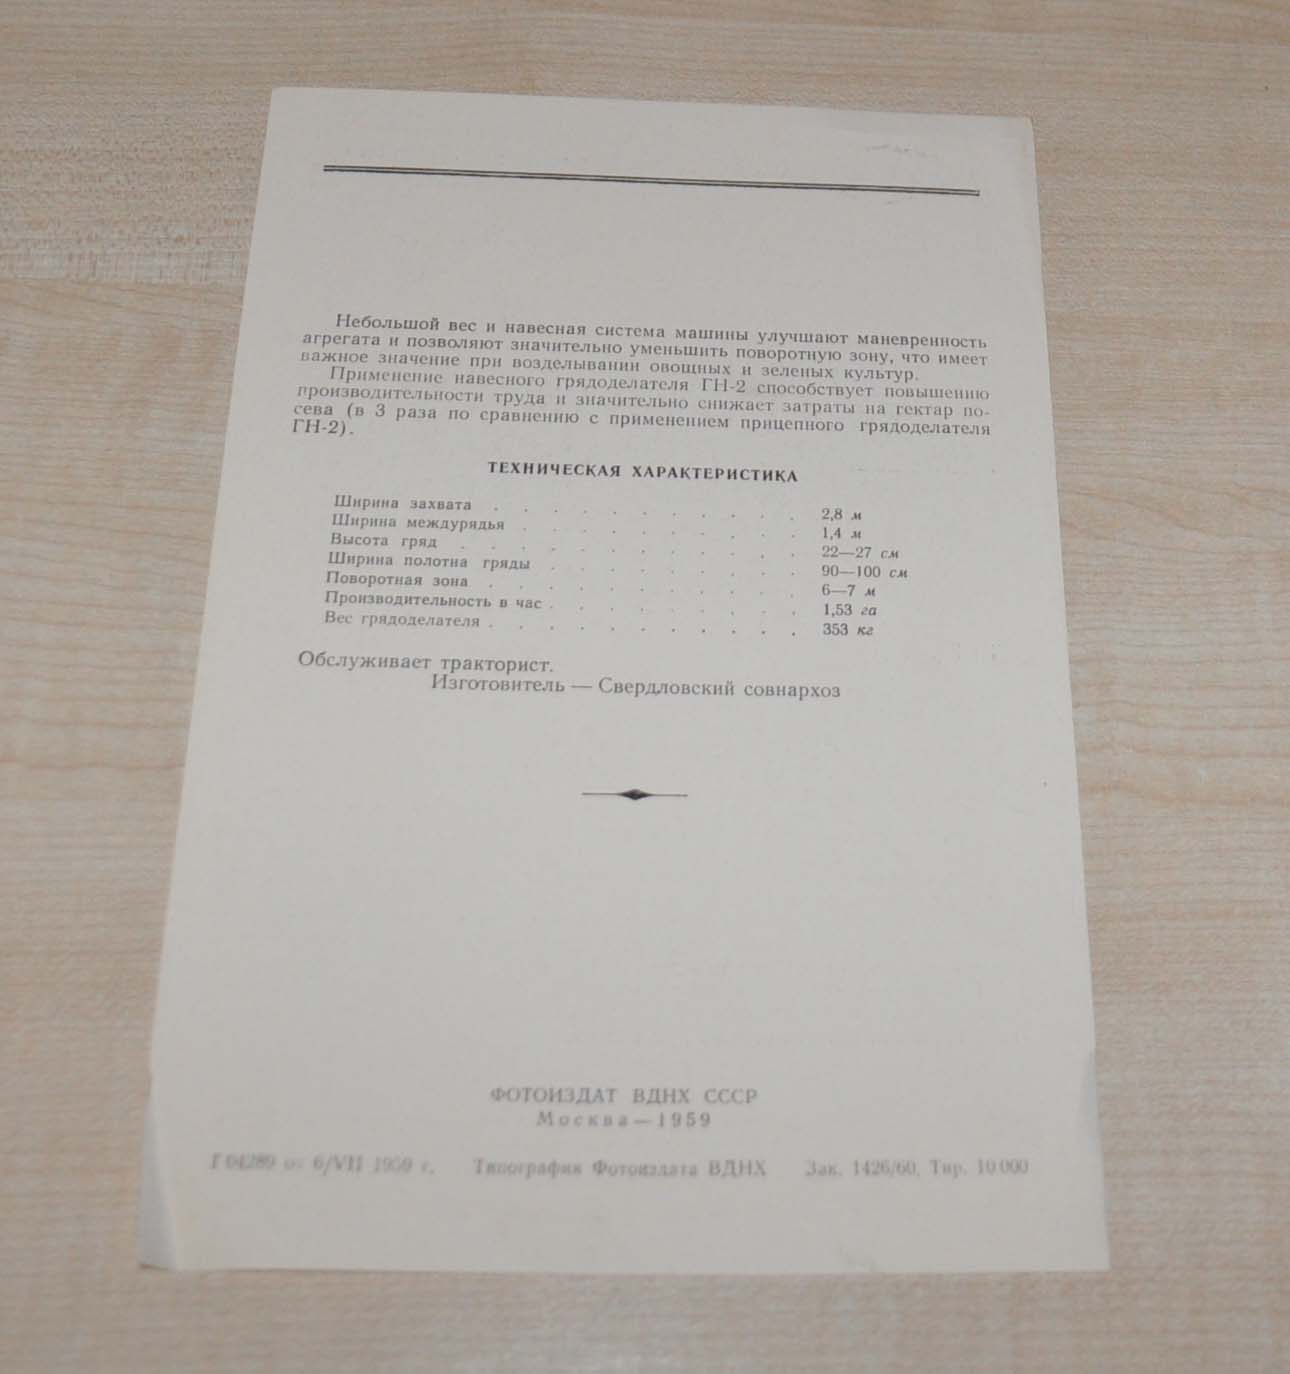 Небольшой вес и навесная система машины улучшают маневренность
агрегата и позволяют значительно уменьшить поворотную зону, что имеет
важное значение при возделывании овощных и зеленых культур.
Применение навесного грядоделателя ГН-2 способствует повышению
производительности труда и значительно снижает затраты на гектар по-
сева (в 3 раза по сравнению с применением прицепного грядоделателя
ГН-2).
ТЕХНИЧЕСКАЯ ХАРАКТЕРИСТИКА
Ширина захвата . . . . . . . . . . . 2,8 м
Ширина междурядья . . . . . . . . . . 1,4 м
Высота гряд . . . . . . . . . . . . 22—27 см
Ширина полотна гряды . . . . . . . . . 90—100 см
Поворотная зона . . . . . . . . . . . 6—7 м
Производительность в час . . . . . . . . . 1,53 га
Вес грядоделателя . . . . . . . . . . . 353 кг
Обслуживает тракторист.
Изготовитель — Свердловский совнархоз
ФОТОИЗДАТ ВДНХ СССР
Москва — 1959
Т 04289 от 6/VII 1959 г. Типография Фотоиздата ВДНХ Зак. 1426/60, Тир. 10 000